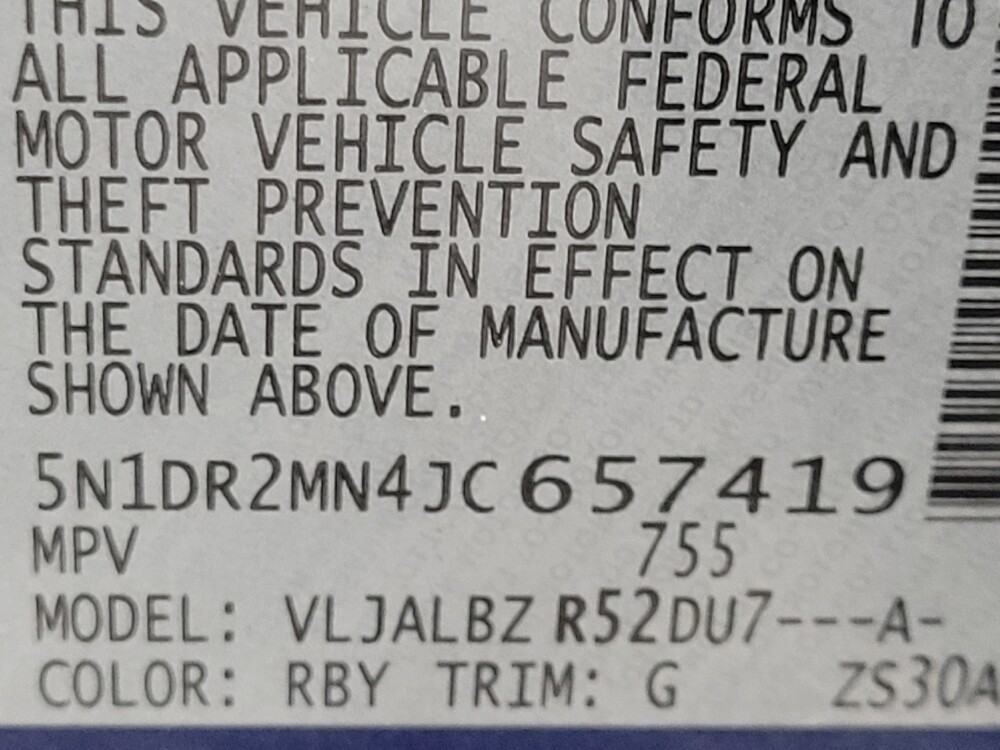 THIS VEHICLE CONFORMS TO
ALL APPLICABLE FEDERAL
MOTOR VEHICLE SAFETY AND
THEFT PREVENTION
STANDARDS IN EFFECT ON
THE DATE OF MANUFACTURE
SHOWN ABOVE.
5N1DR2MN4JC657419
MPV 755
MODEL: VLJALBZ R52DU7---A-
COLOR: RBY TRIM: G ZS30A